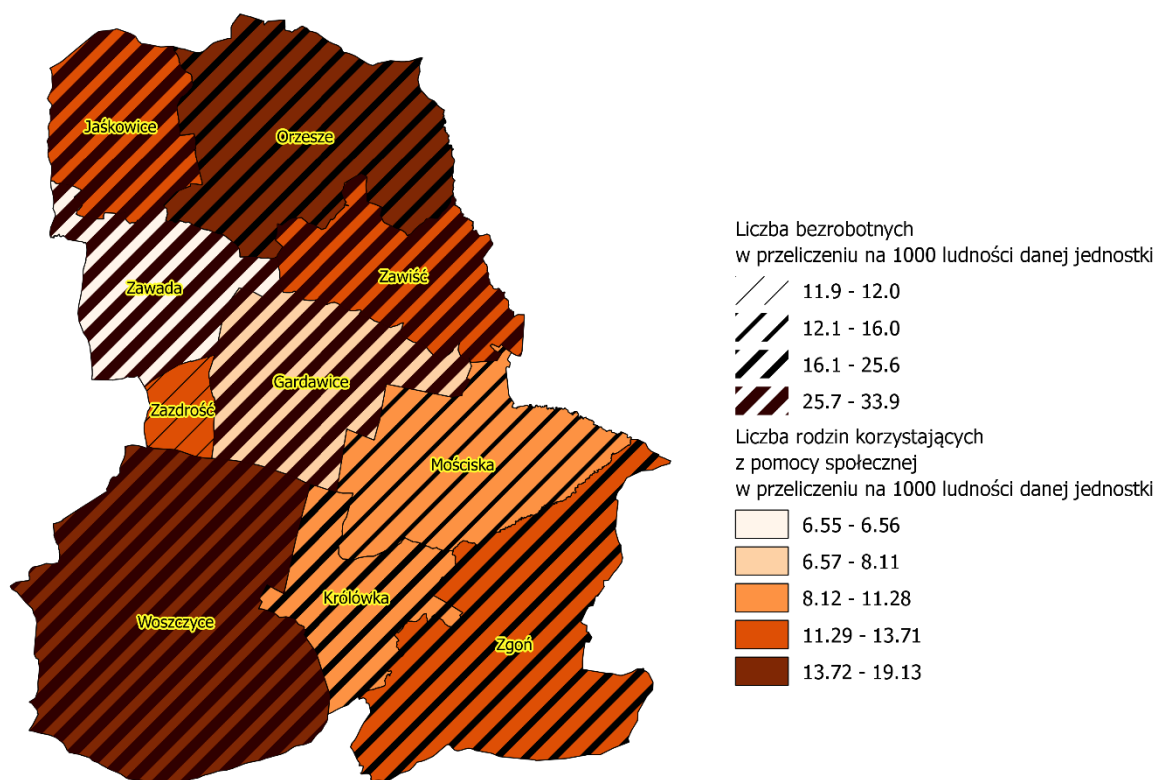 Jaśkowice
Orzesze
Zawada
Zawiść
Gardawice
Zazdrość
Mościska
Królówka
Woszczyce
Zgoń
Liczba bezrobotnych
w przeliczeniu na 1000 ludności danej jednostki
11.9 - 12.0
12.1 - 16.0
16.1 - 25.6
25.7 - 33.9
Liczba rodzin korzystających
z pomocy społecznej
w przeliczeniu na 1000 ludności danej jednostki
6.55 - 6.56
6.57 - 8.11
8.12 - 11.28
11.29 - 13.71
13.72 - 19.13